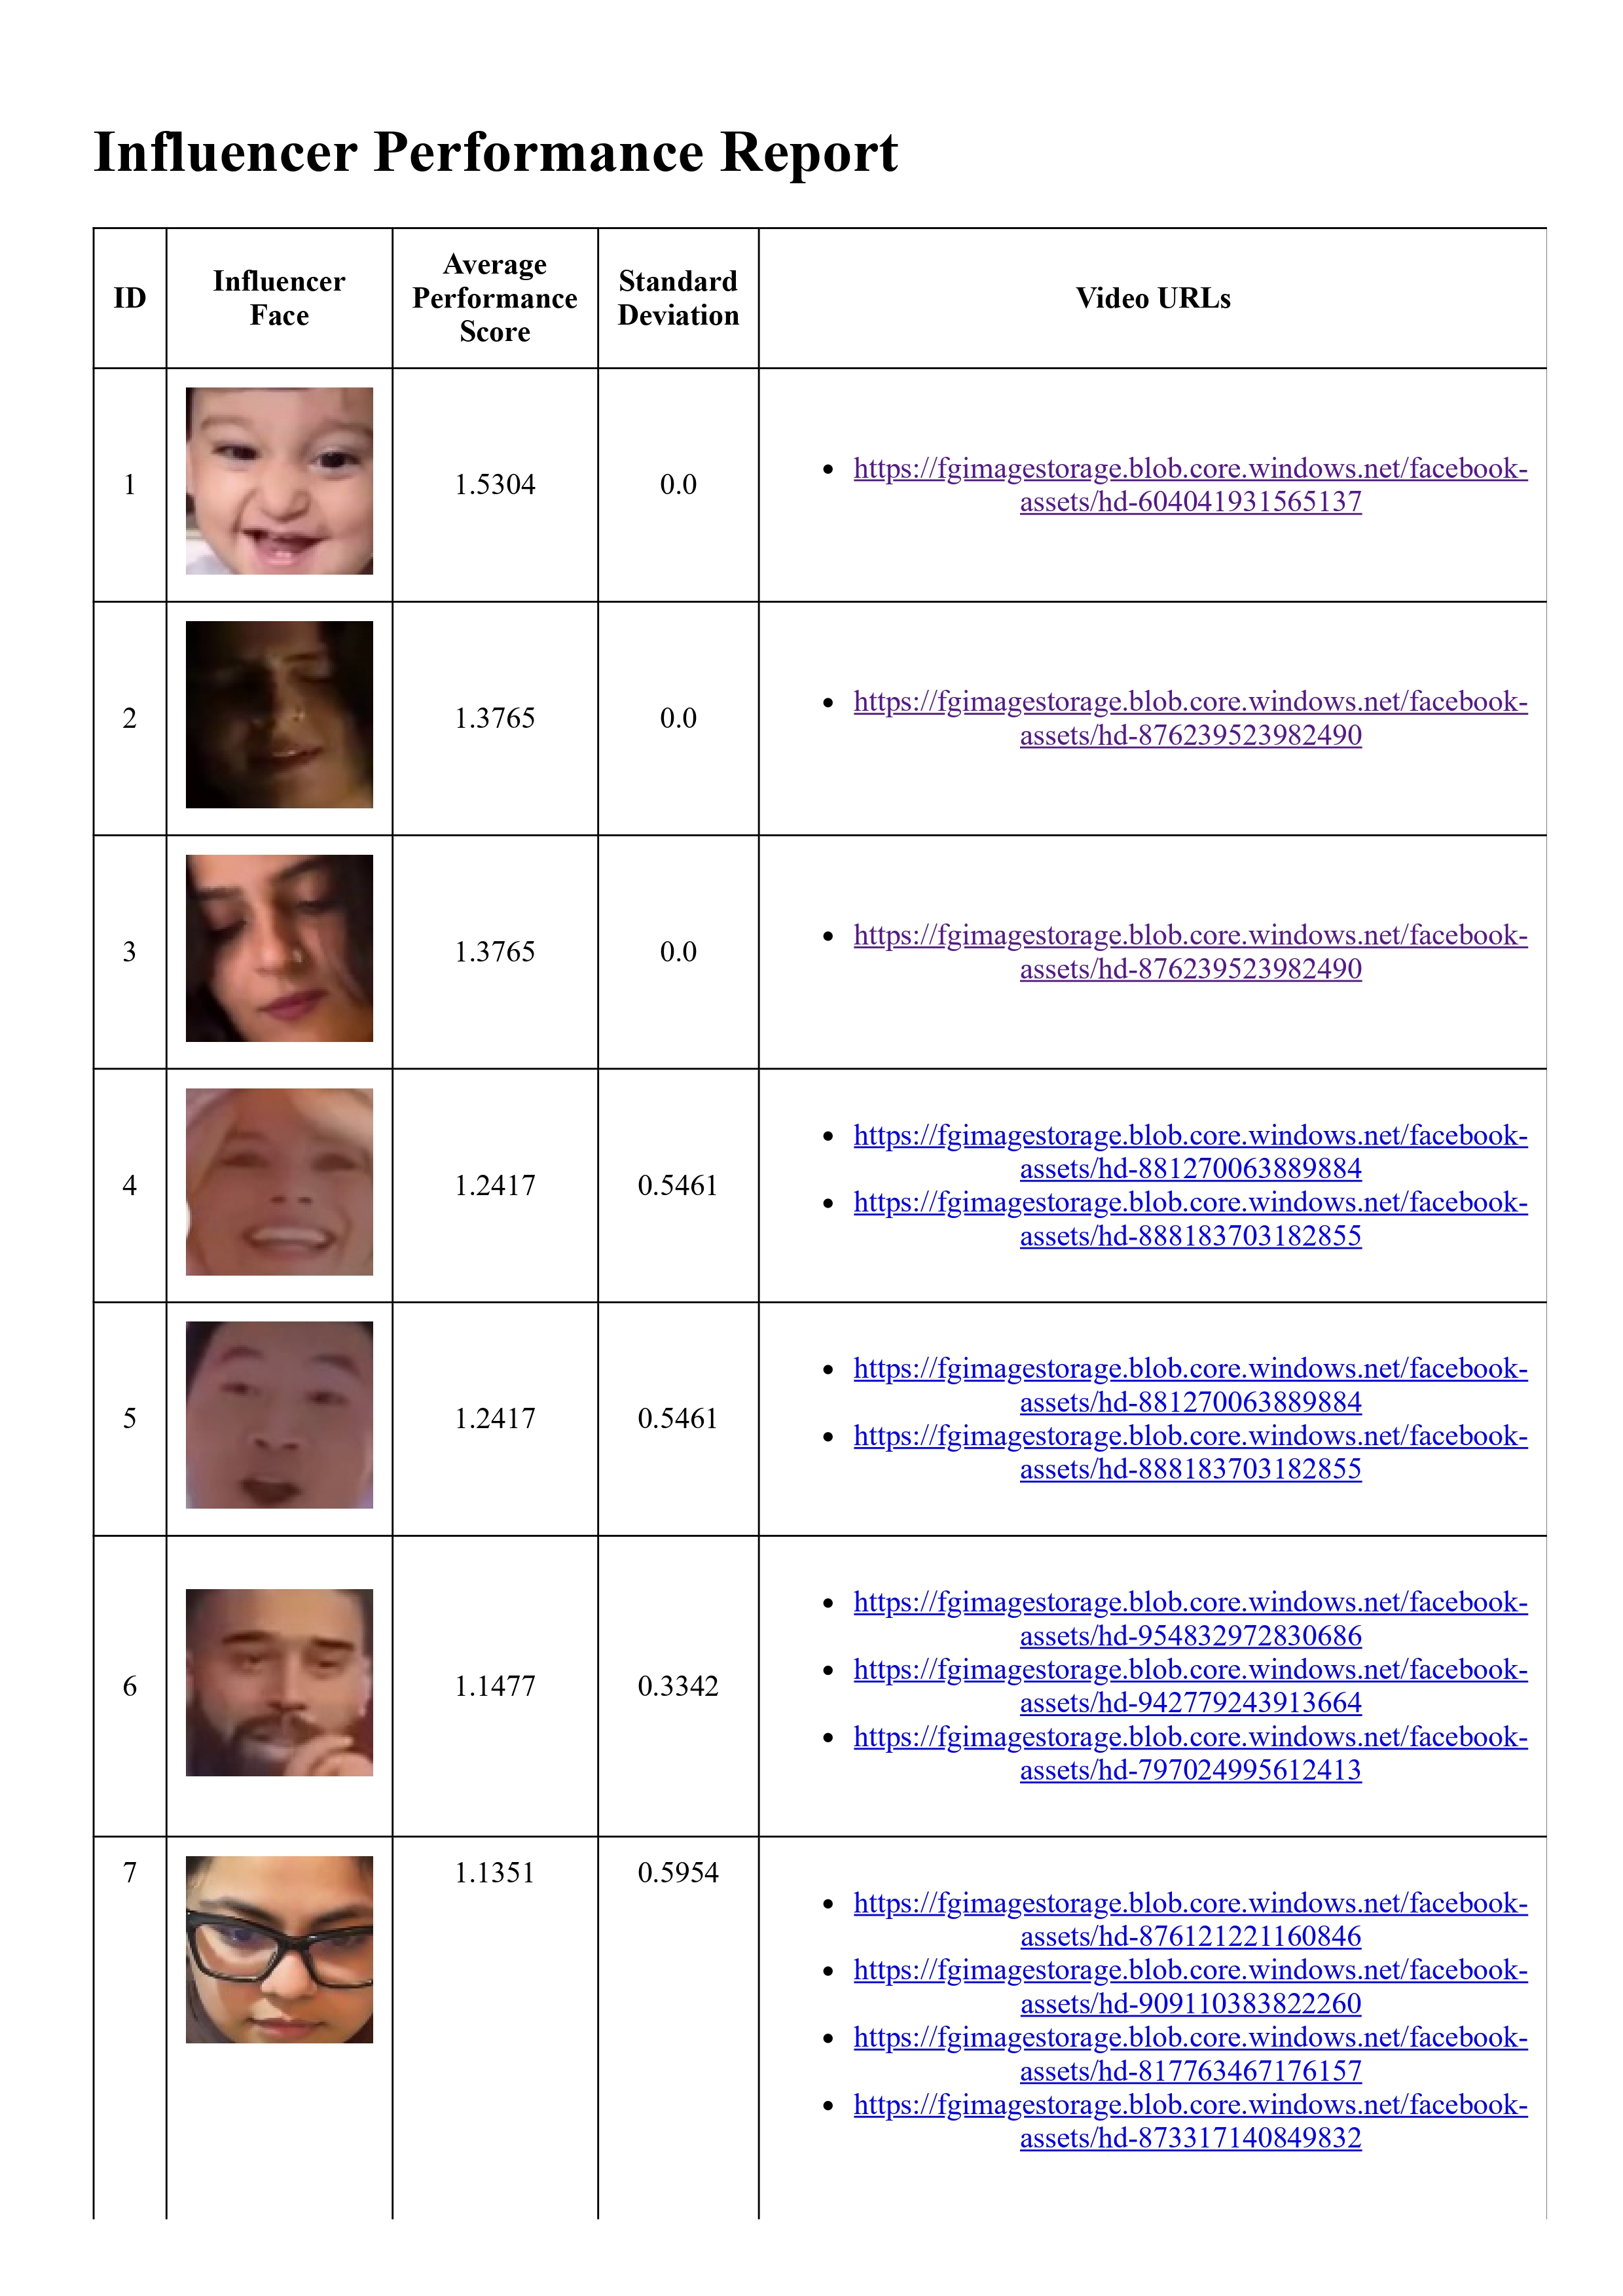 Influencer Performance Report
ID
Influencer
Face
Average
Performance
Score
Standard
Deviation
Video URLs
1
1.5304
0.0
• https://fgimagestorage.blob.core.windows.net/facebook-
assets/hd-604041931565137
2
1.3765
0.0
• https://fgimagestorage.blob.core.windows.net/facebook-
assets/hd-876239523982490
3
1.3765
0.0
• https://fgimagestorage.blob.core.windows.net/facebook-
assets/hd-876239523982490
4
1.2417
0.5461
• https://fgimagestorage.blob.core.windows.net/facebook-
assets/hd-881270063889884
• https://fgimagestorage.blob.core.windows.net/facebook-
assets/hd-888183703182855
5
1.2417
0.5461
• https://fgimagestorage.blob.core.windows.net/facebook-
assets/hd-881270063889884
• https://fgimagestorage.blob.core.windows.net/facebook-
assets/hd-888183703182855
6
1.1477
0.3342
• https://fgimagestorage.blob.core.windows.net/facebook-
assets/hd-954832972830686
• https://fgimagestorage.blob.core.windows.net/facebook-
assets/hd-942779243913664
• https://fgimagestorage.blob.core.windows.net/facebook-
assets/hd-797024995612413
7
1.1351
0.5954
• https://fgimagestorage.blob.core.windows.net/facebook-
assets/hd-876121221160846
• https://fgimagestorage.blob.core.windows.net/facebook-
assets/hd-909110383822260
• https://fgimagestorage.blob.core.windows.net/facebook-
assets/hd-817763467176157
• https://fgimagestorage.blob.core.windows.net/facebook-
assets/hd-873317140849832